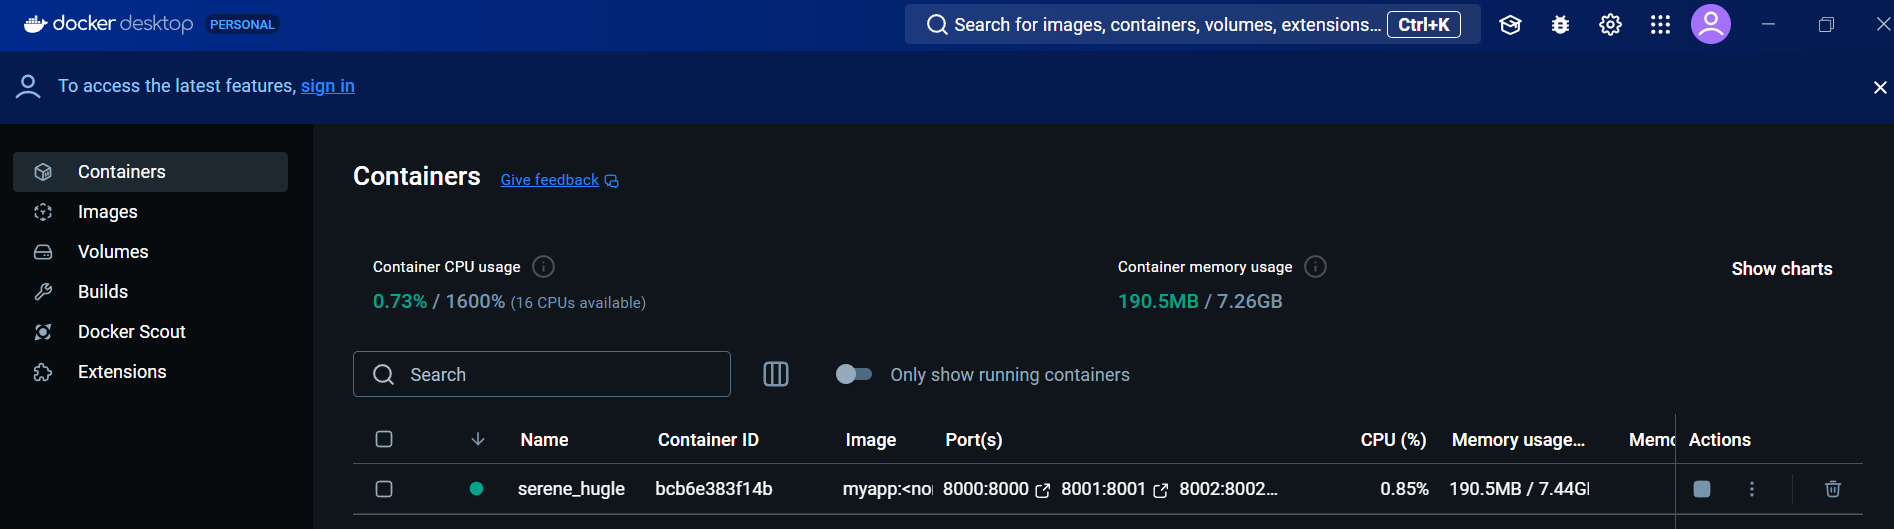 docker desktop PERSONAL
Search for images, containers, volumes, extensions... Ctrl+K
To access the latest features, sign in
Containers
Images
Volumes
Builds
Docker Scout
Extensions
Containers Give feedback
Container CPU usage
0.73% / 1600% (16 CPUs available)
Container memory usage
190.5MB / 7.26GB
Show charts
Search
Only show running containers
Name Container ID Image Port(s) CPU (%) Memory usage... Memo Actions
serene_hugle bcb6e383f14b myapp:<no 8000:8000 8001:8001 8002:8002... 0.85% 190.5MB / 7.44G